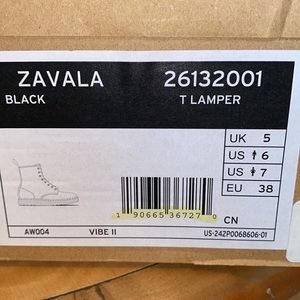 ZAVALA 26132001
BLACK T LAMPER
UK 5
US 6
US 7
EU 38
1 90665 36727 0
CN
AW004 VIBE II US-242P0068606-01